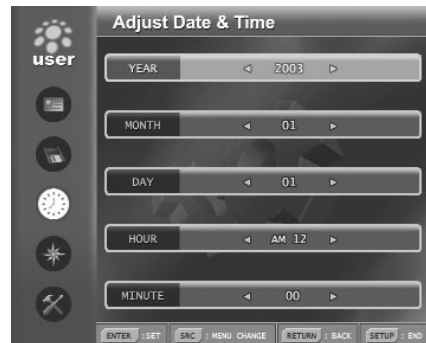 user
Adjust Date & Time
YEAR ◁ 2003 ▷
MONTH ◁ 01 ▷
DAY ◁ 01 ▷
HOUR ◁ AM 12 ▷
MINUTE ◁ 00 ▷
ENTER : SET SRC : MENU CHANGE RETURN : BACK SETUP : END